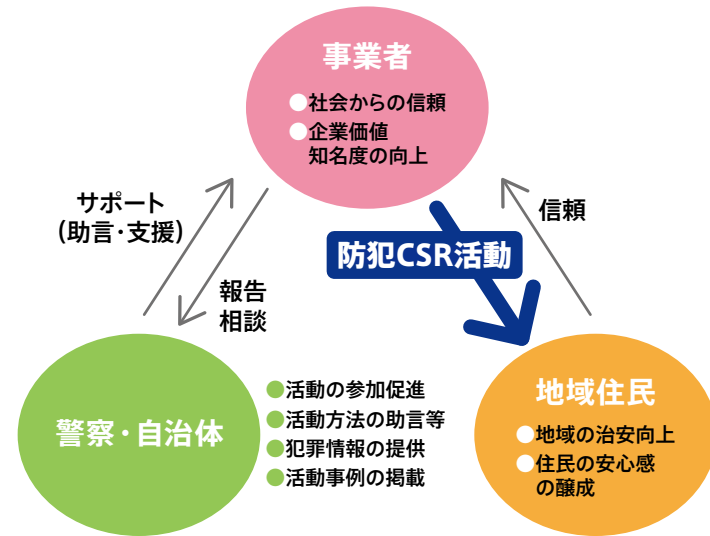 事業者
●社会からの信頼
●企業価値
知名度の向上
サポート
(助言・支援)
報告
相談
防犯CSR活動
信頼
警察・自治体
●活動の参加促進
●活動方法の助言等
●犯罪情報の提供
●活動事例の掲載
地域住民
●地域の治安向上
●住民の安心感
の醸成